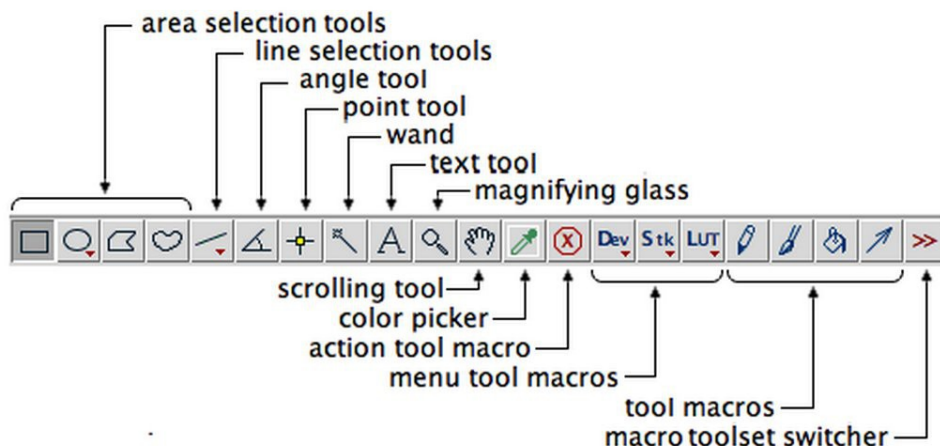 area selection tools
line selection tools
angle tool
point tool
wand
text tool
magnifying glass
A Dev Stk LUT >>
scrolling tool
color picker
action tool macro
menu tool macros
tool macros
macro toolset switcher